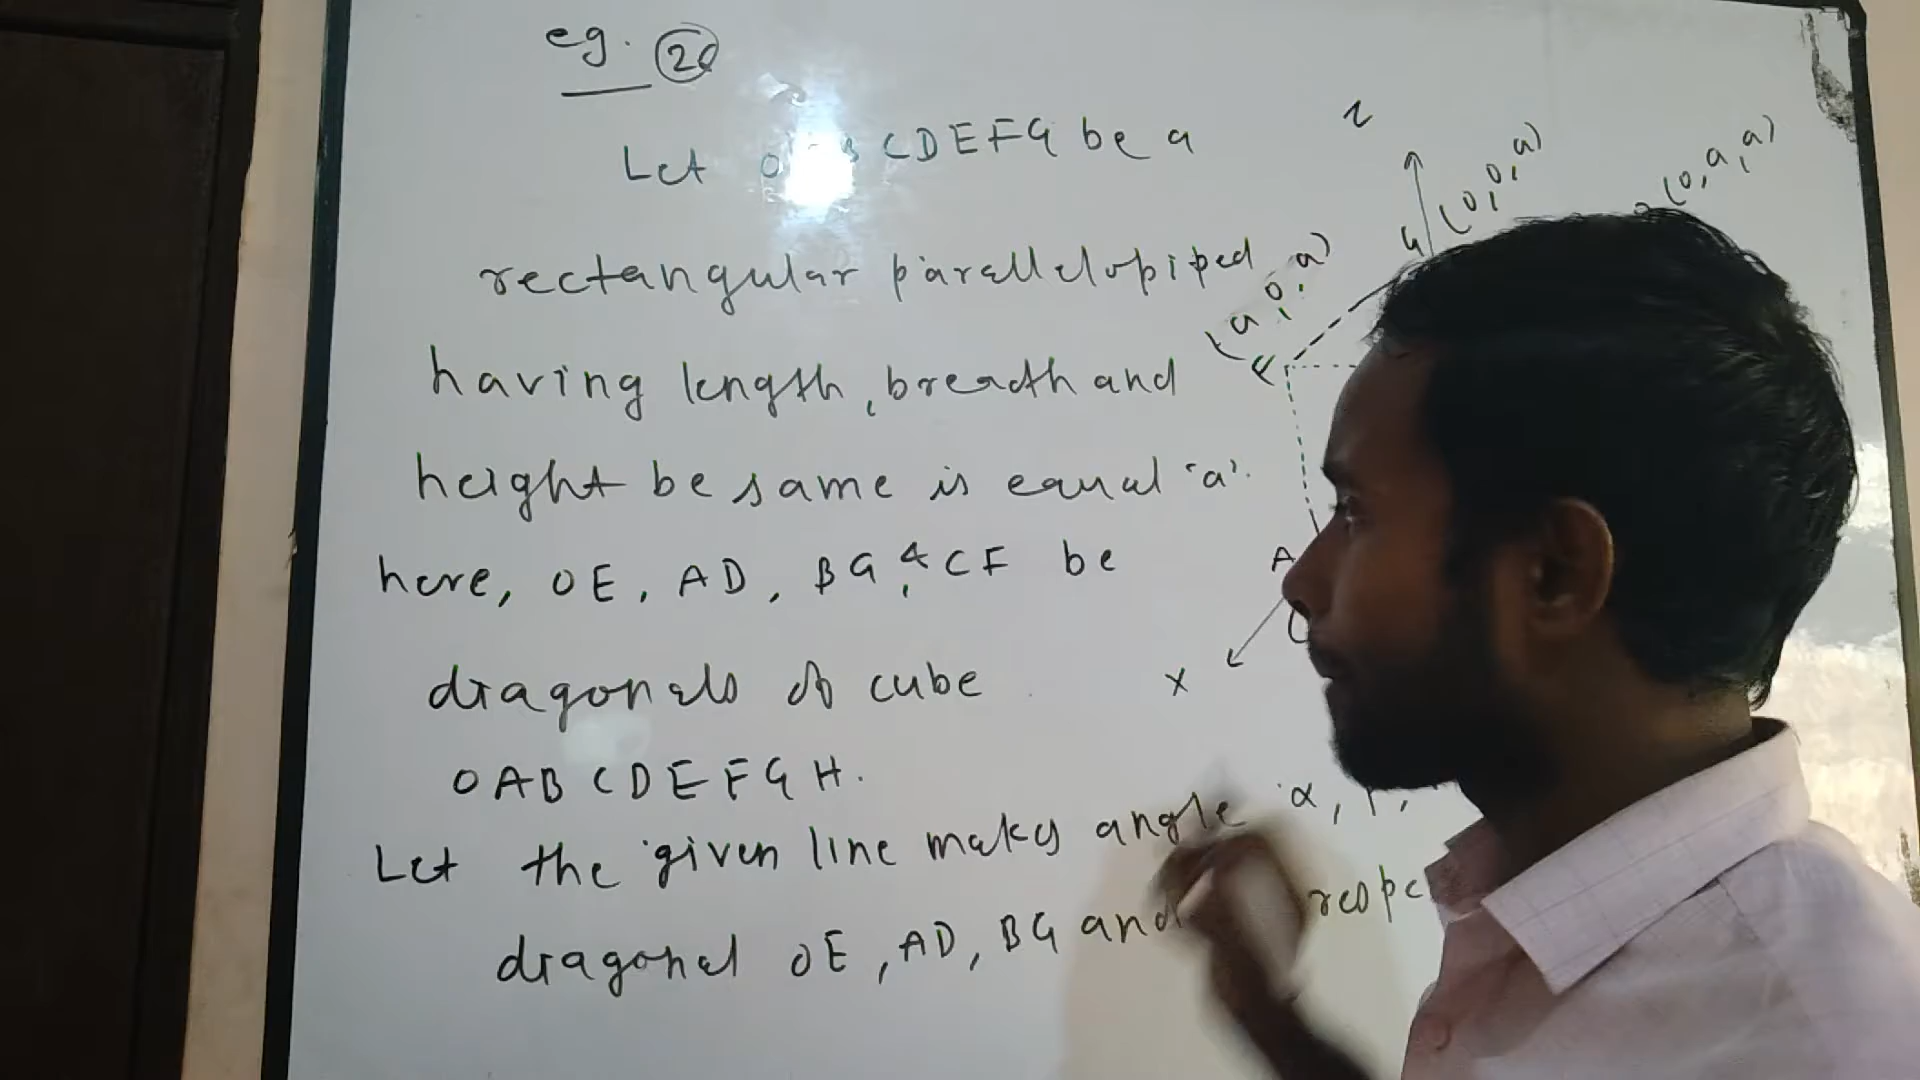 eg. 26
Let O B CDEFG be a
rectangular parallelopiped
having length, breadth and
height be same is equal 'a'.
here, OE, AD, BG & CF be
diagonals of cube
OABCDEFGH.
Let the given line makes angle α,
diagonal OE, AD, BG and
Z
(0, 0, a)
(0, a, a)
G
(a, 0, a)
F
A
X